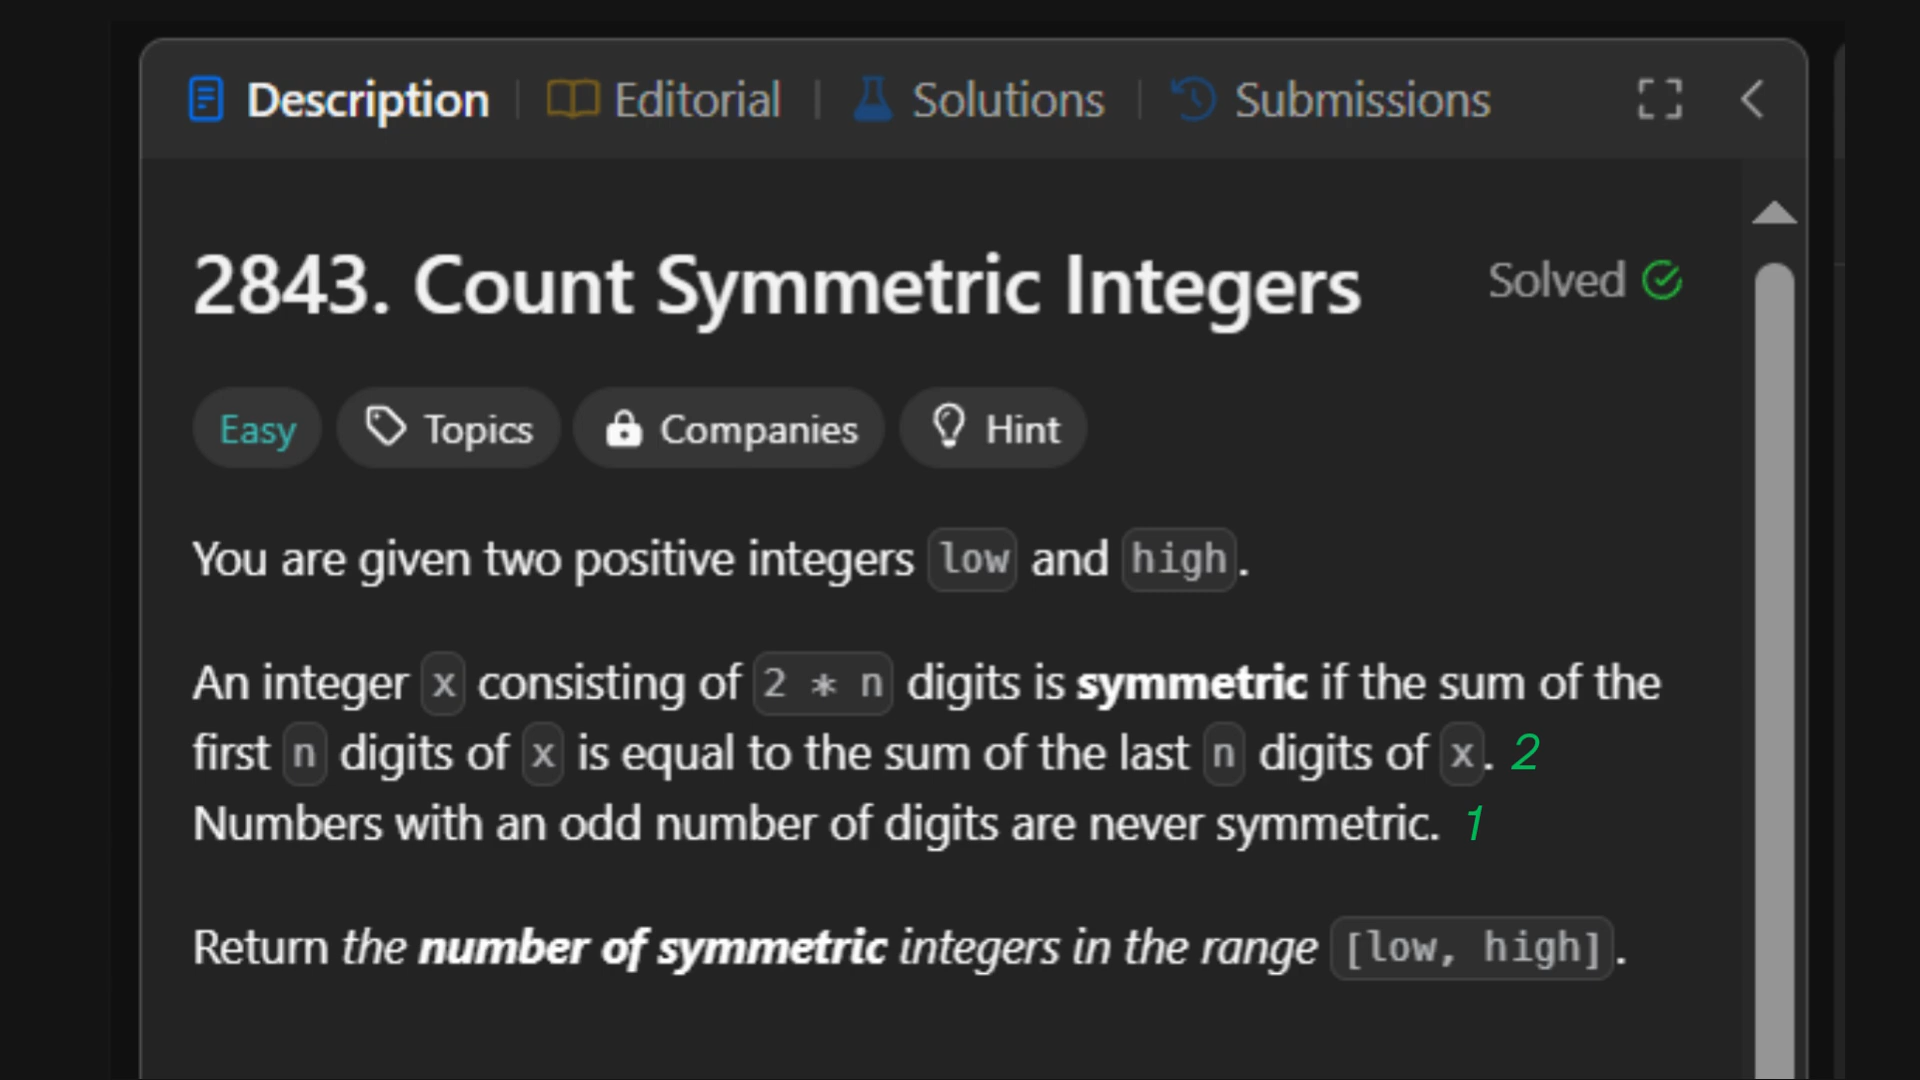 Description | Editorial | Solutions | Submissions
2843. Count Symmetric Integers
Solved
Easy Topics Companies Hint
You are given two positive integers low and high.
An integer x consisting of 2 * n digits is symmetric if the sum of the
first n digits of x is equal to the sum of the last n digits of x. 2
Numbers with an odd number of digits are never symmetric. 1
Return the number of symmetric integers in the range [low, high].